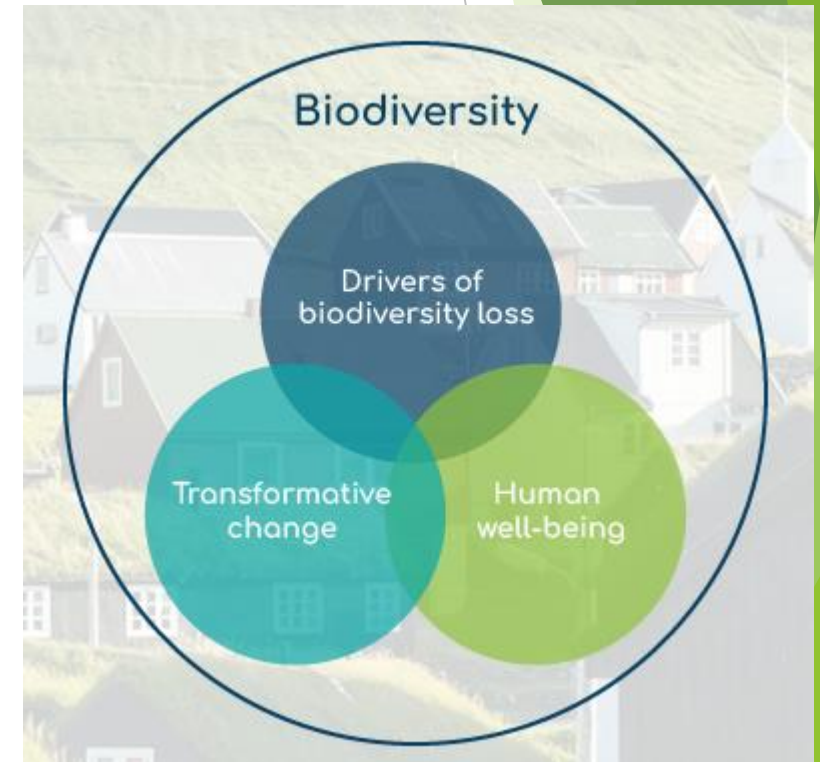 Biodiversity
Drivers of
biodiversity loss
Transformative
change
Human
well-being